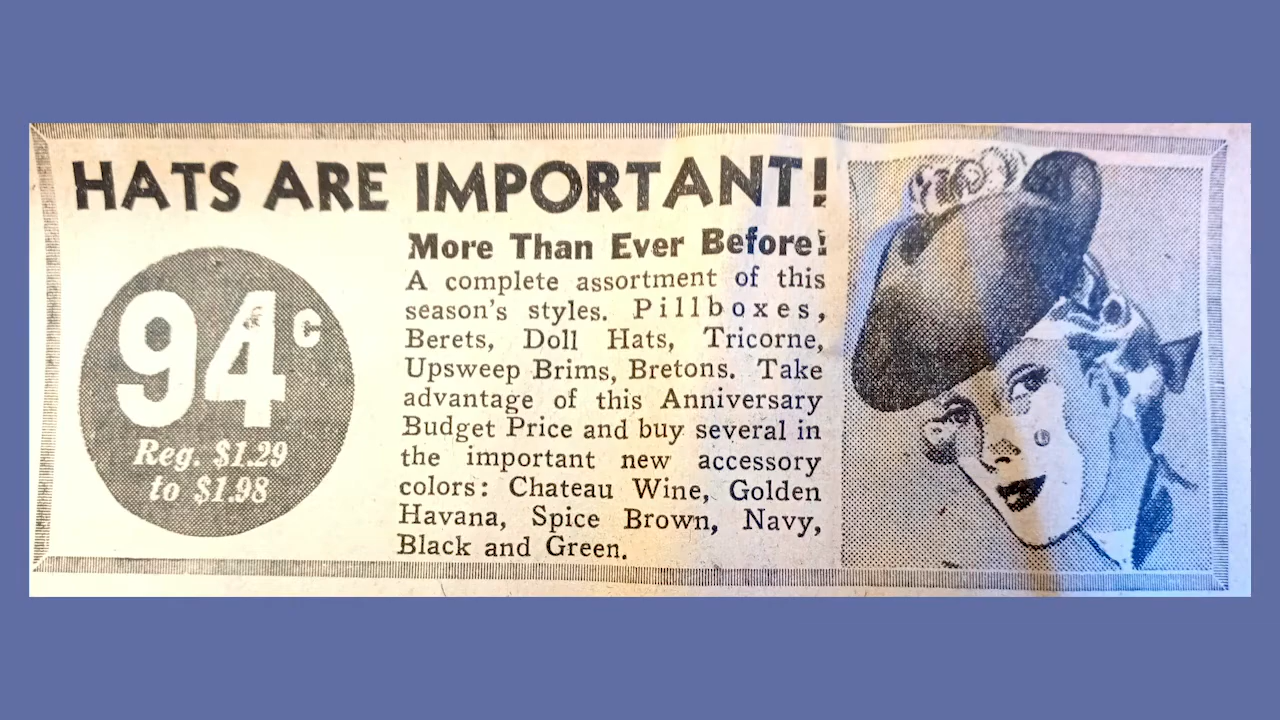 HATS ARE IMPORTANT!
More Than Ever Before!
94c
Reg. $1.29
to $1.98
A complete assortment of this
season's styles. Pillboxes,
Berets, Doll Hats, Tricorne,
Upsweep Brims, Bretons. Take
advantage of this Anniversary
Budget Price and buy several in
the important new accessory
colors: Chateau Wine, Golden
Havana, Spice Brown, Navy,
Black and Green.